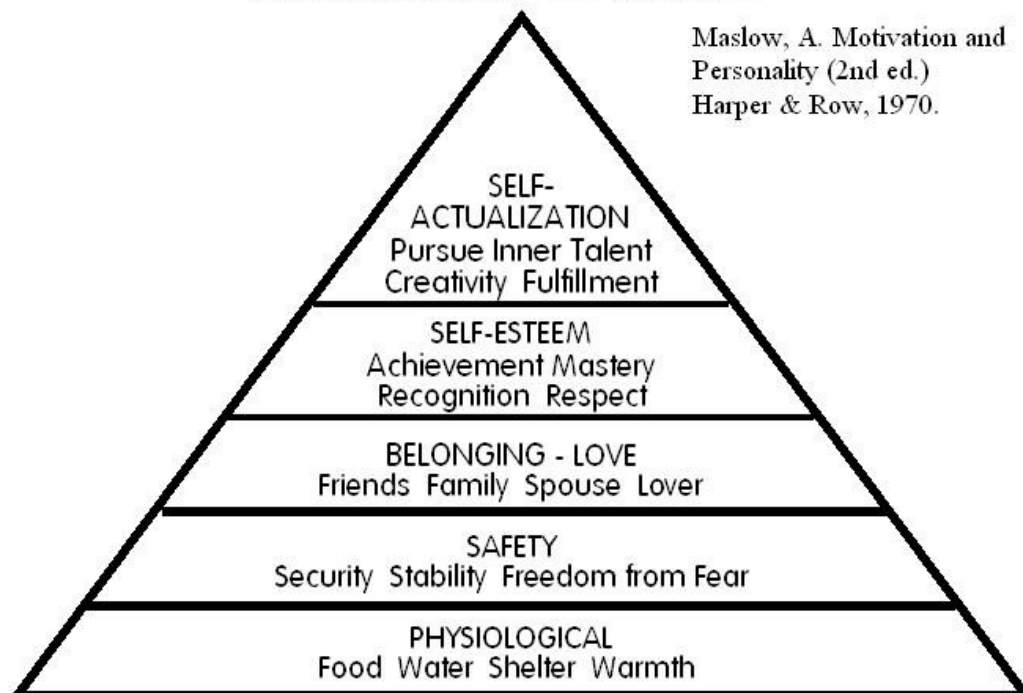 Maslow, A. Motivation and
Personality (2nd ed.)
Harper & Row, 1970.
SELF-
ACTUALIZATION
Pursue Inner Talent
Creativity Fulfillment
SELF-ESTEEM
Achievement Mastery
Recognition Respect
BELONGING - LOVE
Friends Family Spouse Lover
SAFETY
Security Stability Freedom from Fear
PHYSIOLOGICAL
Food Water Shelter Warmth